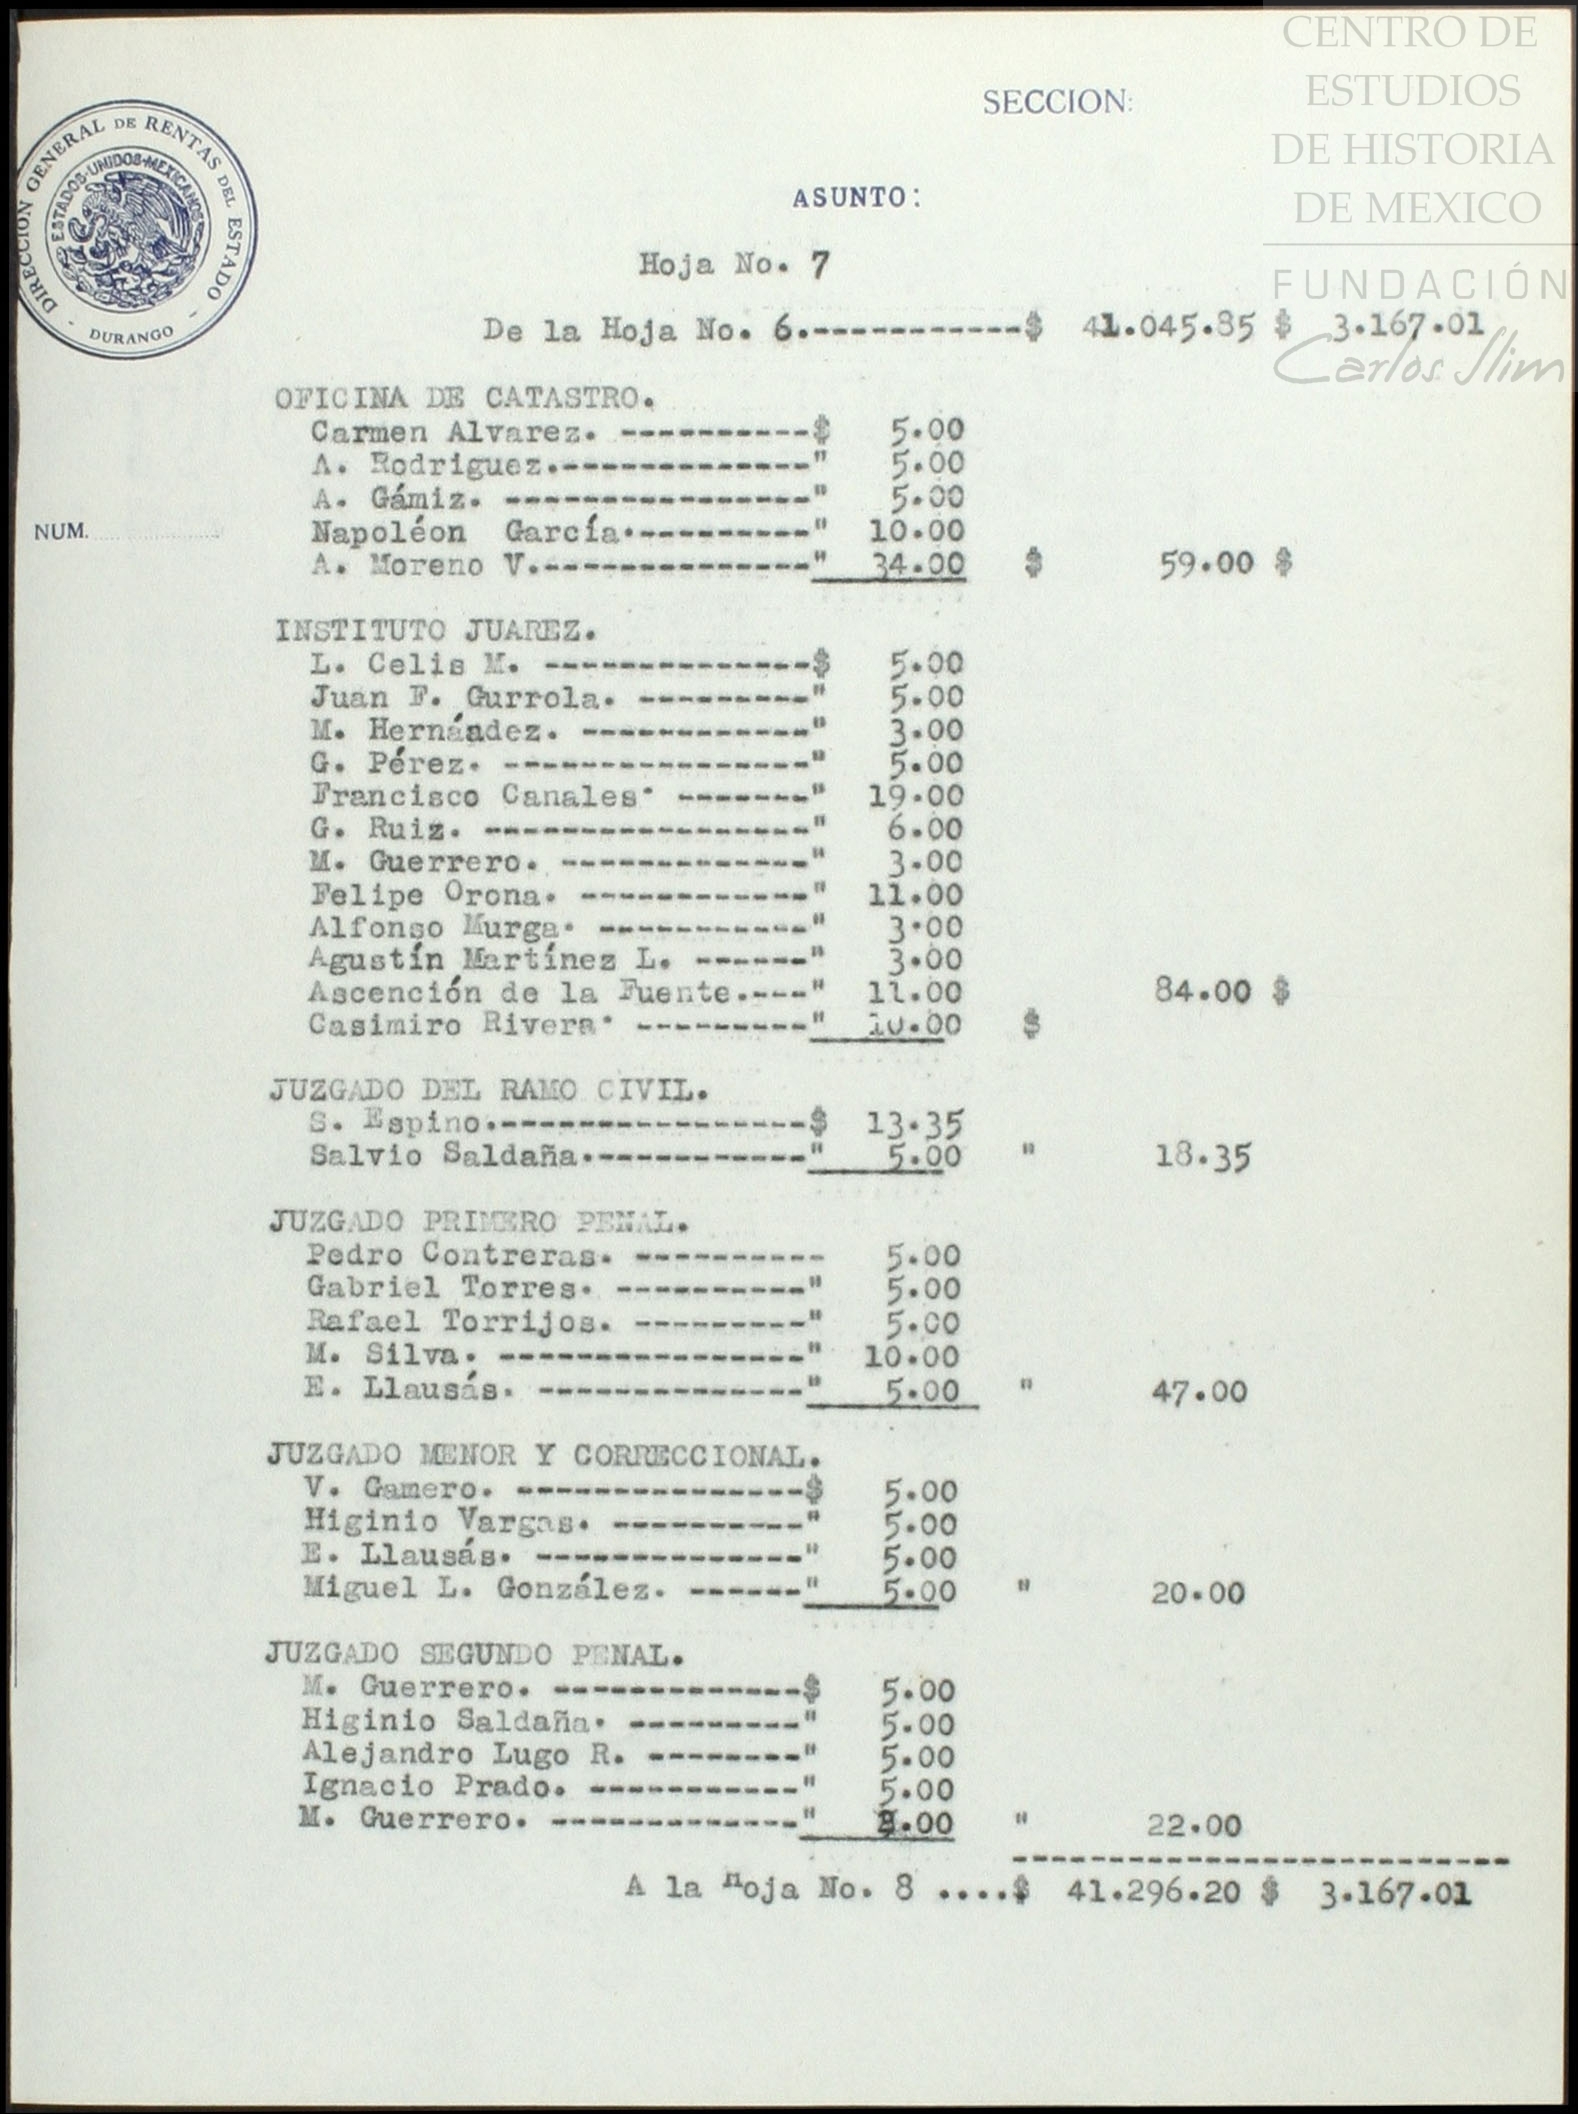 CENTRO DE
ESTUDIOS
DE HISTORIA
DE MEXICO
FUNDACIÓN
Carlos Slim
SECCION:
DIRECCION GENERAL DE RENTAS DEL ESTADO
ESTADOS-UNIDOS-MEXICANOS
- DURANGO -
ASUNTO:
Hoja No. 7
De la Hoja No. 6.-----------$ 41.045.85 $ 3.167.01
OFICINA DE CATASTRO.
Carmen Alvarez. ----------$ 5.00
A. Rodriguez.-------------" 5.00
A. Gámiz. ----------------" 5.00
NUM.
Napoléon García.---------" 10.00
A. Moreno V.--------------" 34.00 $ 59.00 $
INSTITUTO JUAREZ.
L. Celis M. --------------$ 5.00
Juan F. Gurrola. ---------" 5.00
M. Hernández. ------------" 3.00
G. Pérez. ----------------" 5.00
Francisco Canales. -------" 19.00
G. Ruiz. -----------------" 6.00
M. Guerrero. -------------" 3.00
Felipe Orona. ------------" 11.00
Alfonso Murga. -----------" 3.00
Agustín Martínez L. ------" 3.00
Ascención de la Fuente.---" 11.00 84.00 $
Casimiro Rivera. ---------" 10.00 $
JUZGADO DEL RAMO CIVIL.
S. Espino.----------------$ 13.35
Salvio Saldaña.-----------" 5.00 " 18.35
JUZGADO PRIMERO PENAL.
Pedro Contreras. ---------- 5.00
Gabriel Torres. ----------" 5.00
Rafael Torrijos. ---------" 5.00
M. Silva. ----------------" 10.00
E. Llausás. --------------" 5.00 " 47.00
JUZGADO MENOR Y CORRECCIONAL.
V. Gamero. ---------------$ 5.00
Higinio Vargas. ----------" 5.00
E. Llausás. --------------" 5.00
Miguel L. González. ------" 5.00 " 20.00
JUZGADO SEGUNDO PENAL.
M. Guerrero. -------------$ 5.00
Higinio Saldaña. ---------" 5.00
Alejandro Lugo R. --------" 5.00
Ignacio Prado. -----------" 5.00
M. Guerrero. -------------" 2.00 " 22.00
A la Hoja No. 8 ....$ 41.296.20 $ 3.167.01